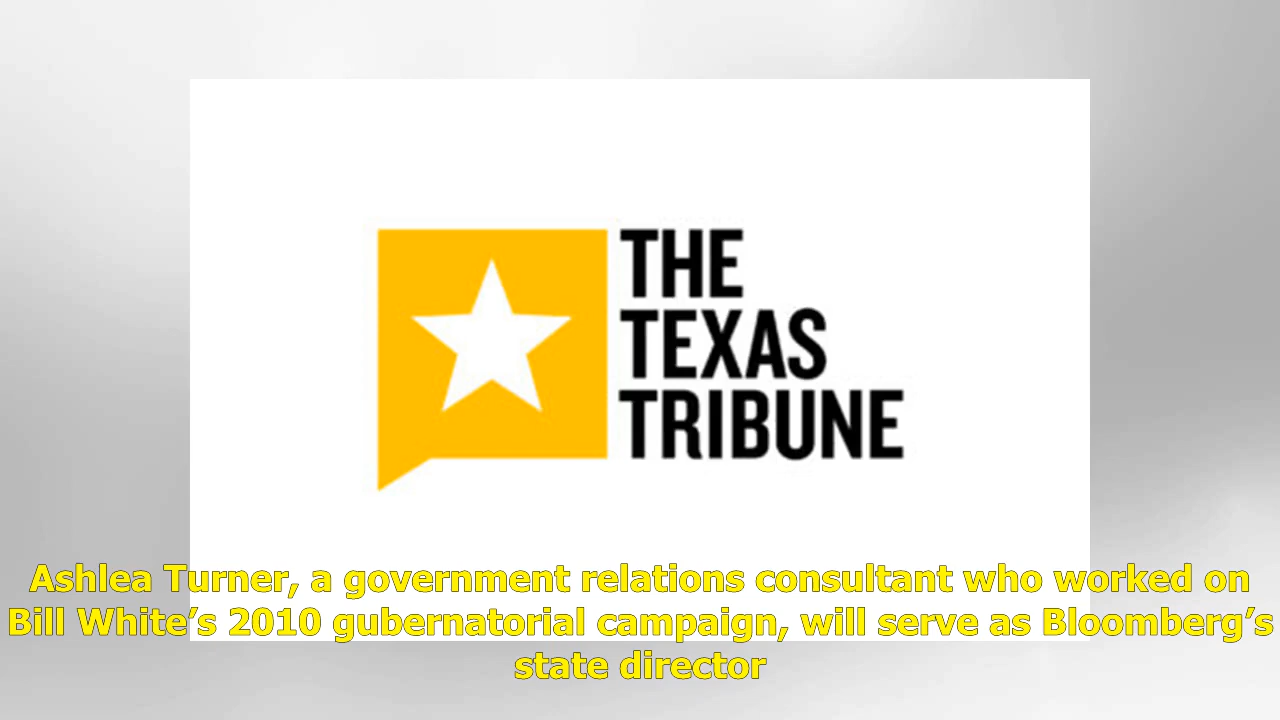 THE
TEXAS
TRIBUNE
Ashlea Turner, a government relations consultant who worked on
Bill White’s 2010 gubernatorial campaign, will serve as Bloomberg’s
state director